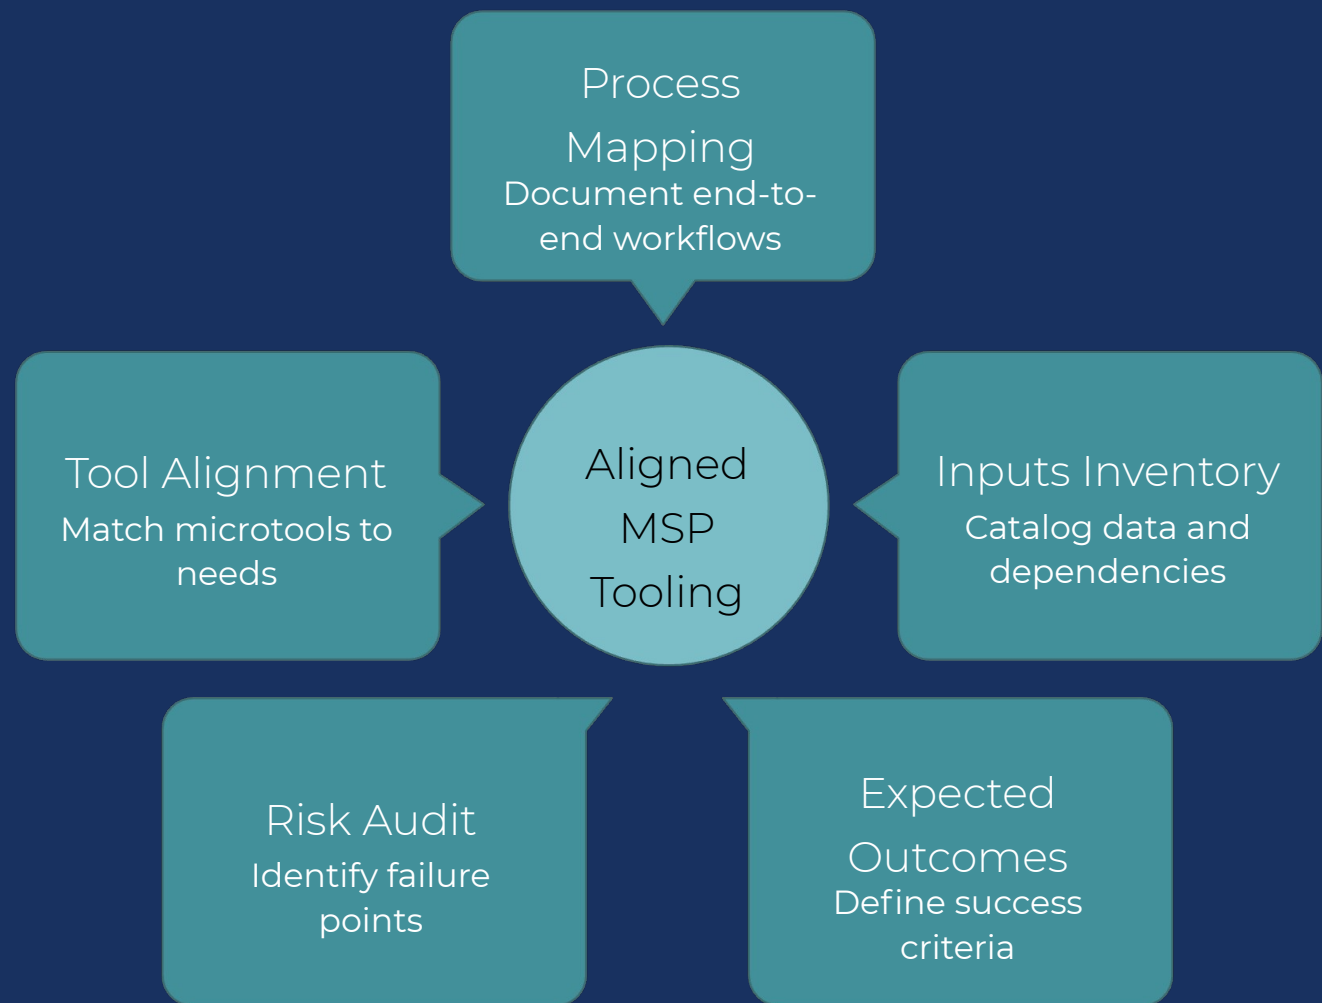 Process
Mapping
Document end-to-
end workflows
Tool Alignment
Match microtools to
needs
Aligned
MSP
Tooling
Inputs Inventory
Catalog data and
dependencies
Risk Audit
Identify failure
points
Expected
Outcomes
Define success
criteria